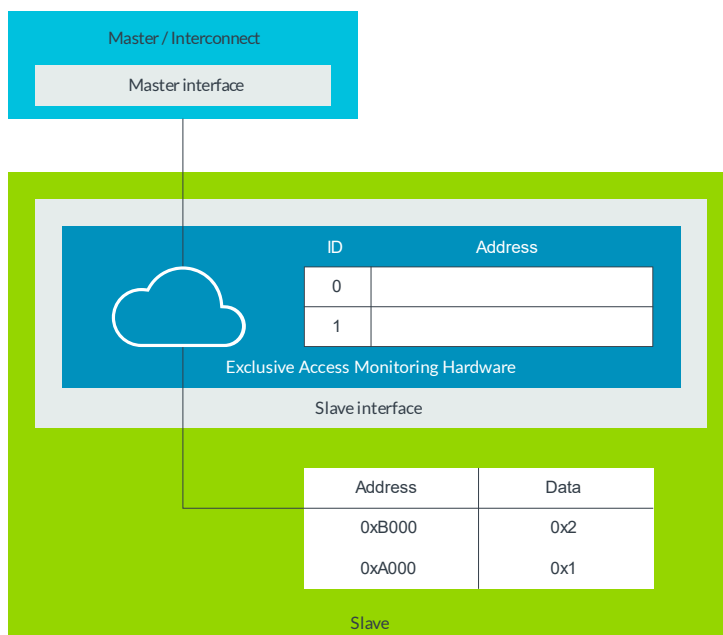 Master / Interconnect
Master interface
ID Address
0
1
Exclusive Access Monitoring Hardware
Slave interface
Address Data
0xB000 0x2
0xA000 0x1
Slave